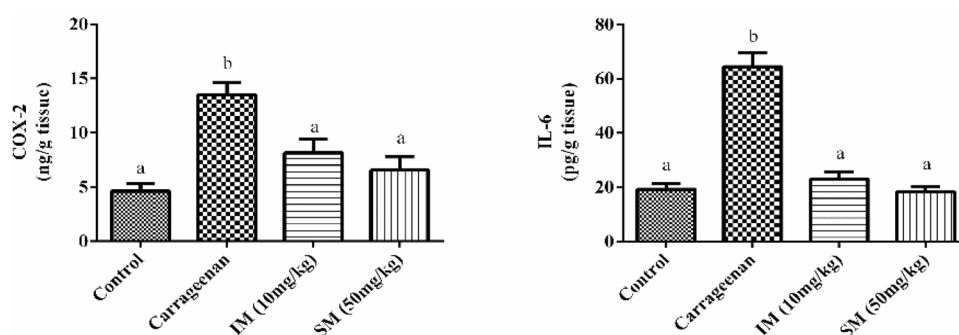 COX-2
(ng/g tissue)
20
15
10
5
0
a
b
a
a
Control
Carrageenan
IM (10mg/kg)
SM (50mg/kg)
IL-6
(pg/g tissue)
80
60
40
20
0
a
b
a
a
Control
Carrageenan
IM (10mg/kg)
SM (50mg/kg)